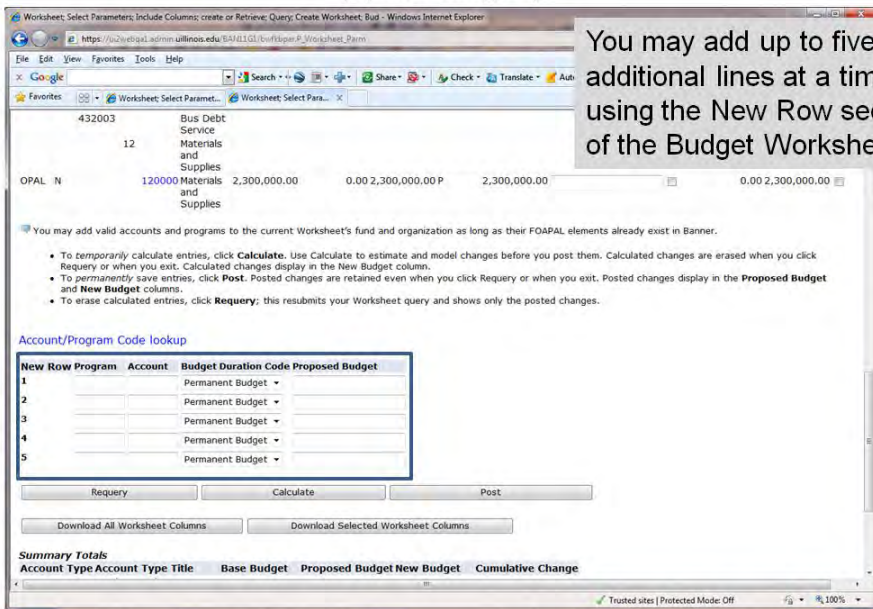 Worksheet; Select Parameters; Include Columns; create or Retrieve; Query; Create Worksheet; Bud - Windows Internet Explorer
https://ui2webqa1.admin.uillinois.edu/BAN11G1/bwfkbpar.P_Worksheet_Parm
File Edit View Favorites Tools Help
You may add up to five
additional lines at a tim
using the New Row sec
of the Budget Workshe
Google Search Share Check Translate Aut
Favorites Worksheet; Select Paramet... Worksheet; Select Para... X
432003 Bus Debt
Service
12 Materials
and
Supplies
OPAL N 120000 Materials 2,300,000.00 0.00 2,300,000.00 P 2,300,000.00 0.00 2,300,000.00
and
Supplies
You may add valid accounts and programs to the current Worksheet's fund and organization as long as their FOAPAL elements already exist in Banner.
• To temporarily calculate entries, click Calculate. Use Calculate to estimate and model changes before you post them. Calculated changes are erased when you click
Requery or when you exit. Calculated changes display in the New Budget column.
• To permanently save entries, click Post. Posted changes are retained even when you click Requery or when you exit. Posted changes display in the Proposed Budget
and New Budget columns.
• To erase calculated entries, click Requery; this resubmits your Worksheet query and shows only the posted changes.
Account/Program Code lookup
New Row Program Account Budget Duration Code Proposed Budget
1 Permanent Budget
2 Permanent Budget
3 Permanent Budget
4 Permanent Budget
5 Permanent Budget
Requery Calculate Post
Download All Worksheet Columns Download Selected Worksheet Columns
Summary Totals
Account Type Account Type Title Base Budget Proposed Budget New Budget Cumulative Change
Trusted sites | Protected Mode: Off 100%